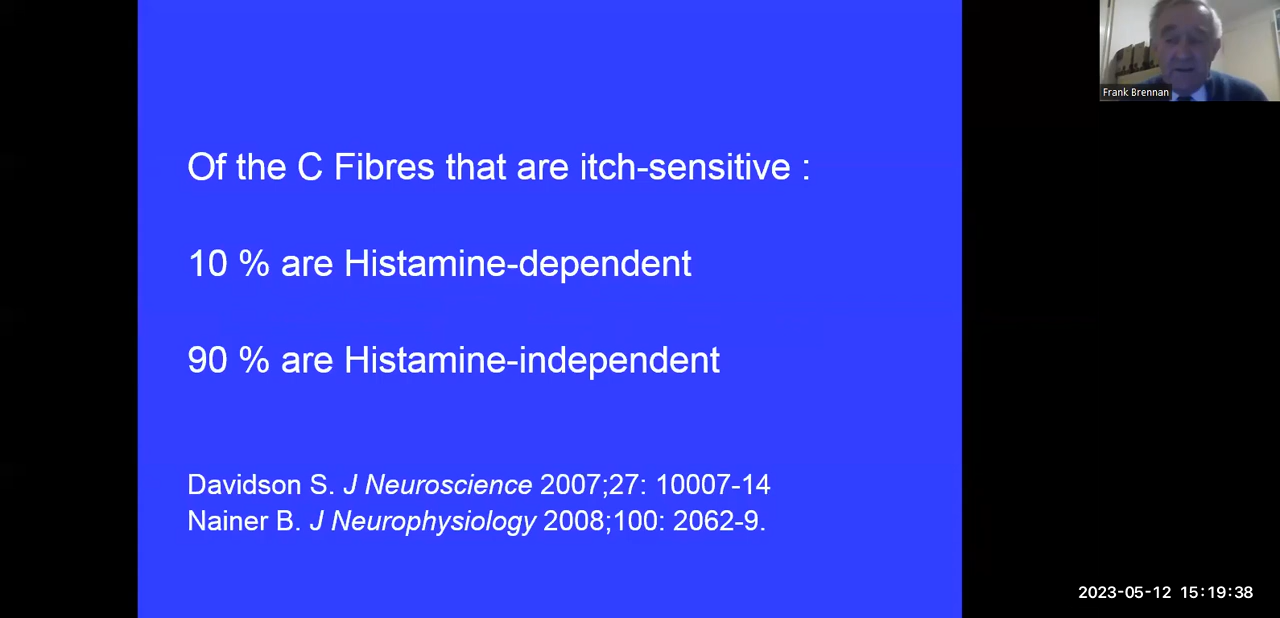 Of the C Fibres that are itch-sensitive :
10 % are Histamine-dependent
90 % are Histamine-independent
Davidson S. J Neuroscience 2007;27: 10007-14
Nainer B. J Neurophysiology 2008;100: 2062-9.
Frank Brennan
2023-05-12 15:19:38